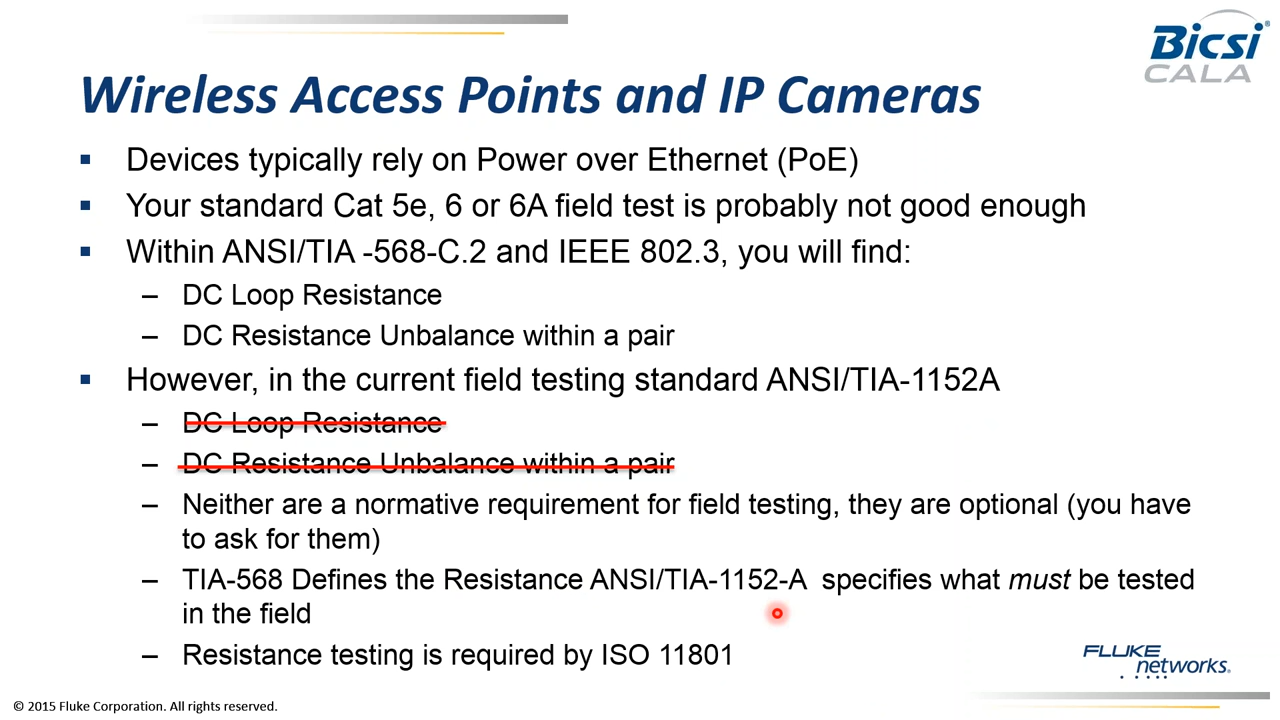 Bicsi
CALA
Wireless Access Points and IP Cameras
▪ Devices typically rely on Power over Ethernet (PoE)
▪ Your standard Cat 5e, 6 or 6A field test is probably not good enough
▪ Within ANSI/TIA -568-C.2 and IEEE 802.3, you will find:
– DC Loop Resistance
– DC Resistance Unbalance within a pair
▪ However, in the current field testing standard ANSI/TIA-1152A
– DC Loop Resistance
– DC Resistance Unbalance within a pair
– Neither are a normative requirement for field testing, they are optional (you have
to ask for them)
– TIA-568 Defines the Resistance ANSI/TIA-1152-A specifies what must be tested
in the field
– Resistance testing is required by ISO 11801
FLUKE
networks®
© 2015 Fluke Corporation. All rights reserved.